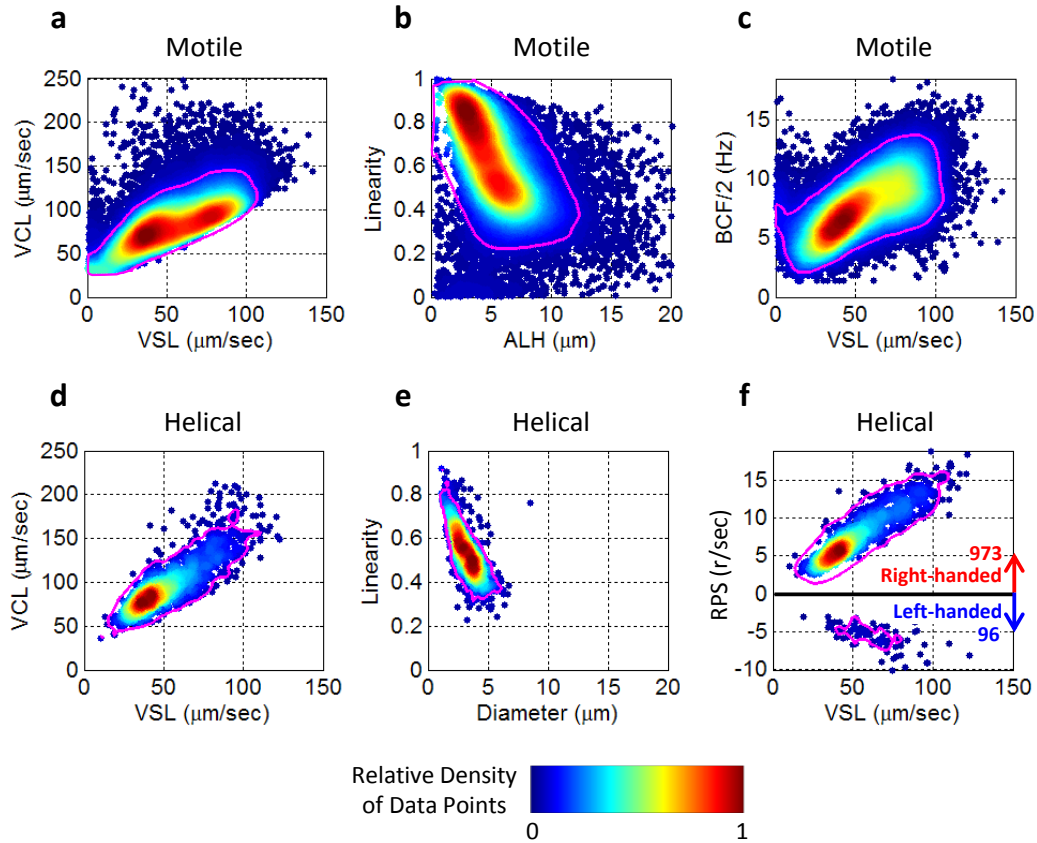 a
Motile
VCL (μm/sec)
250
200
150
100
50
0
0 50 100 150
VSL (μm/sec)
b
Motile
Linearity
1
0.8
0.6
0.4
0.2
0
0 5 10 15 20
ALH (μm)
c
Motile
BCF/2 (Hz)
15
10
5
0
0 50 100 150
VSL (μm/sec)
d
Helical
VCL (μm/sec)
250
200
150
100
50
0
0 50 100 150
VSL (μm/sec)
e
Helical
Linearity
1
0.8
0.6
0.4
0.2
0
0 5 10 15 20
Diameter (μm)
f
Helical
RPS (r/sec)
15
10
5
0
-5
-10
973
Right-handed
Left-handed
96
0 50 100 150
VSL (μm/sec)
Relative Density
of Data Points
0 1